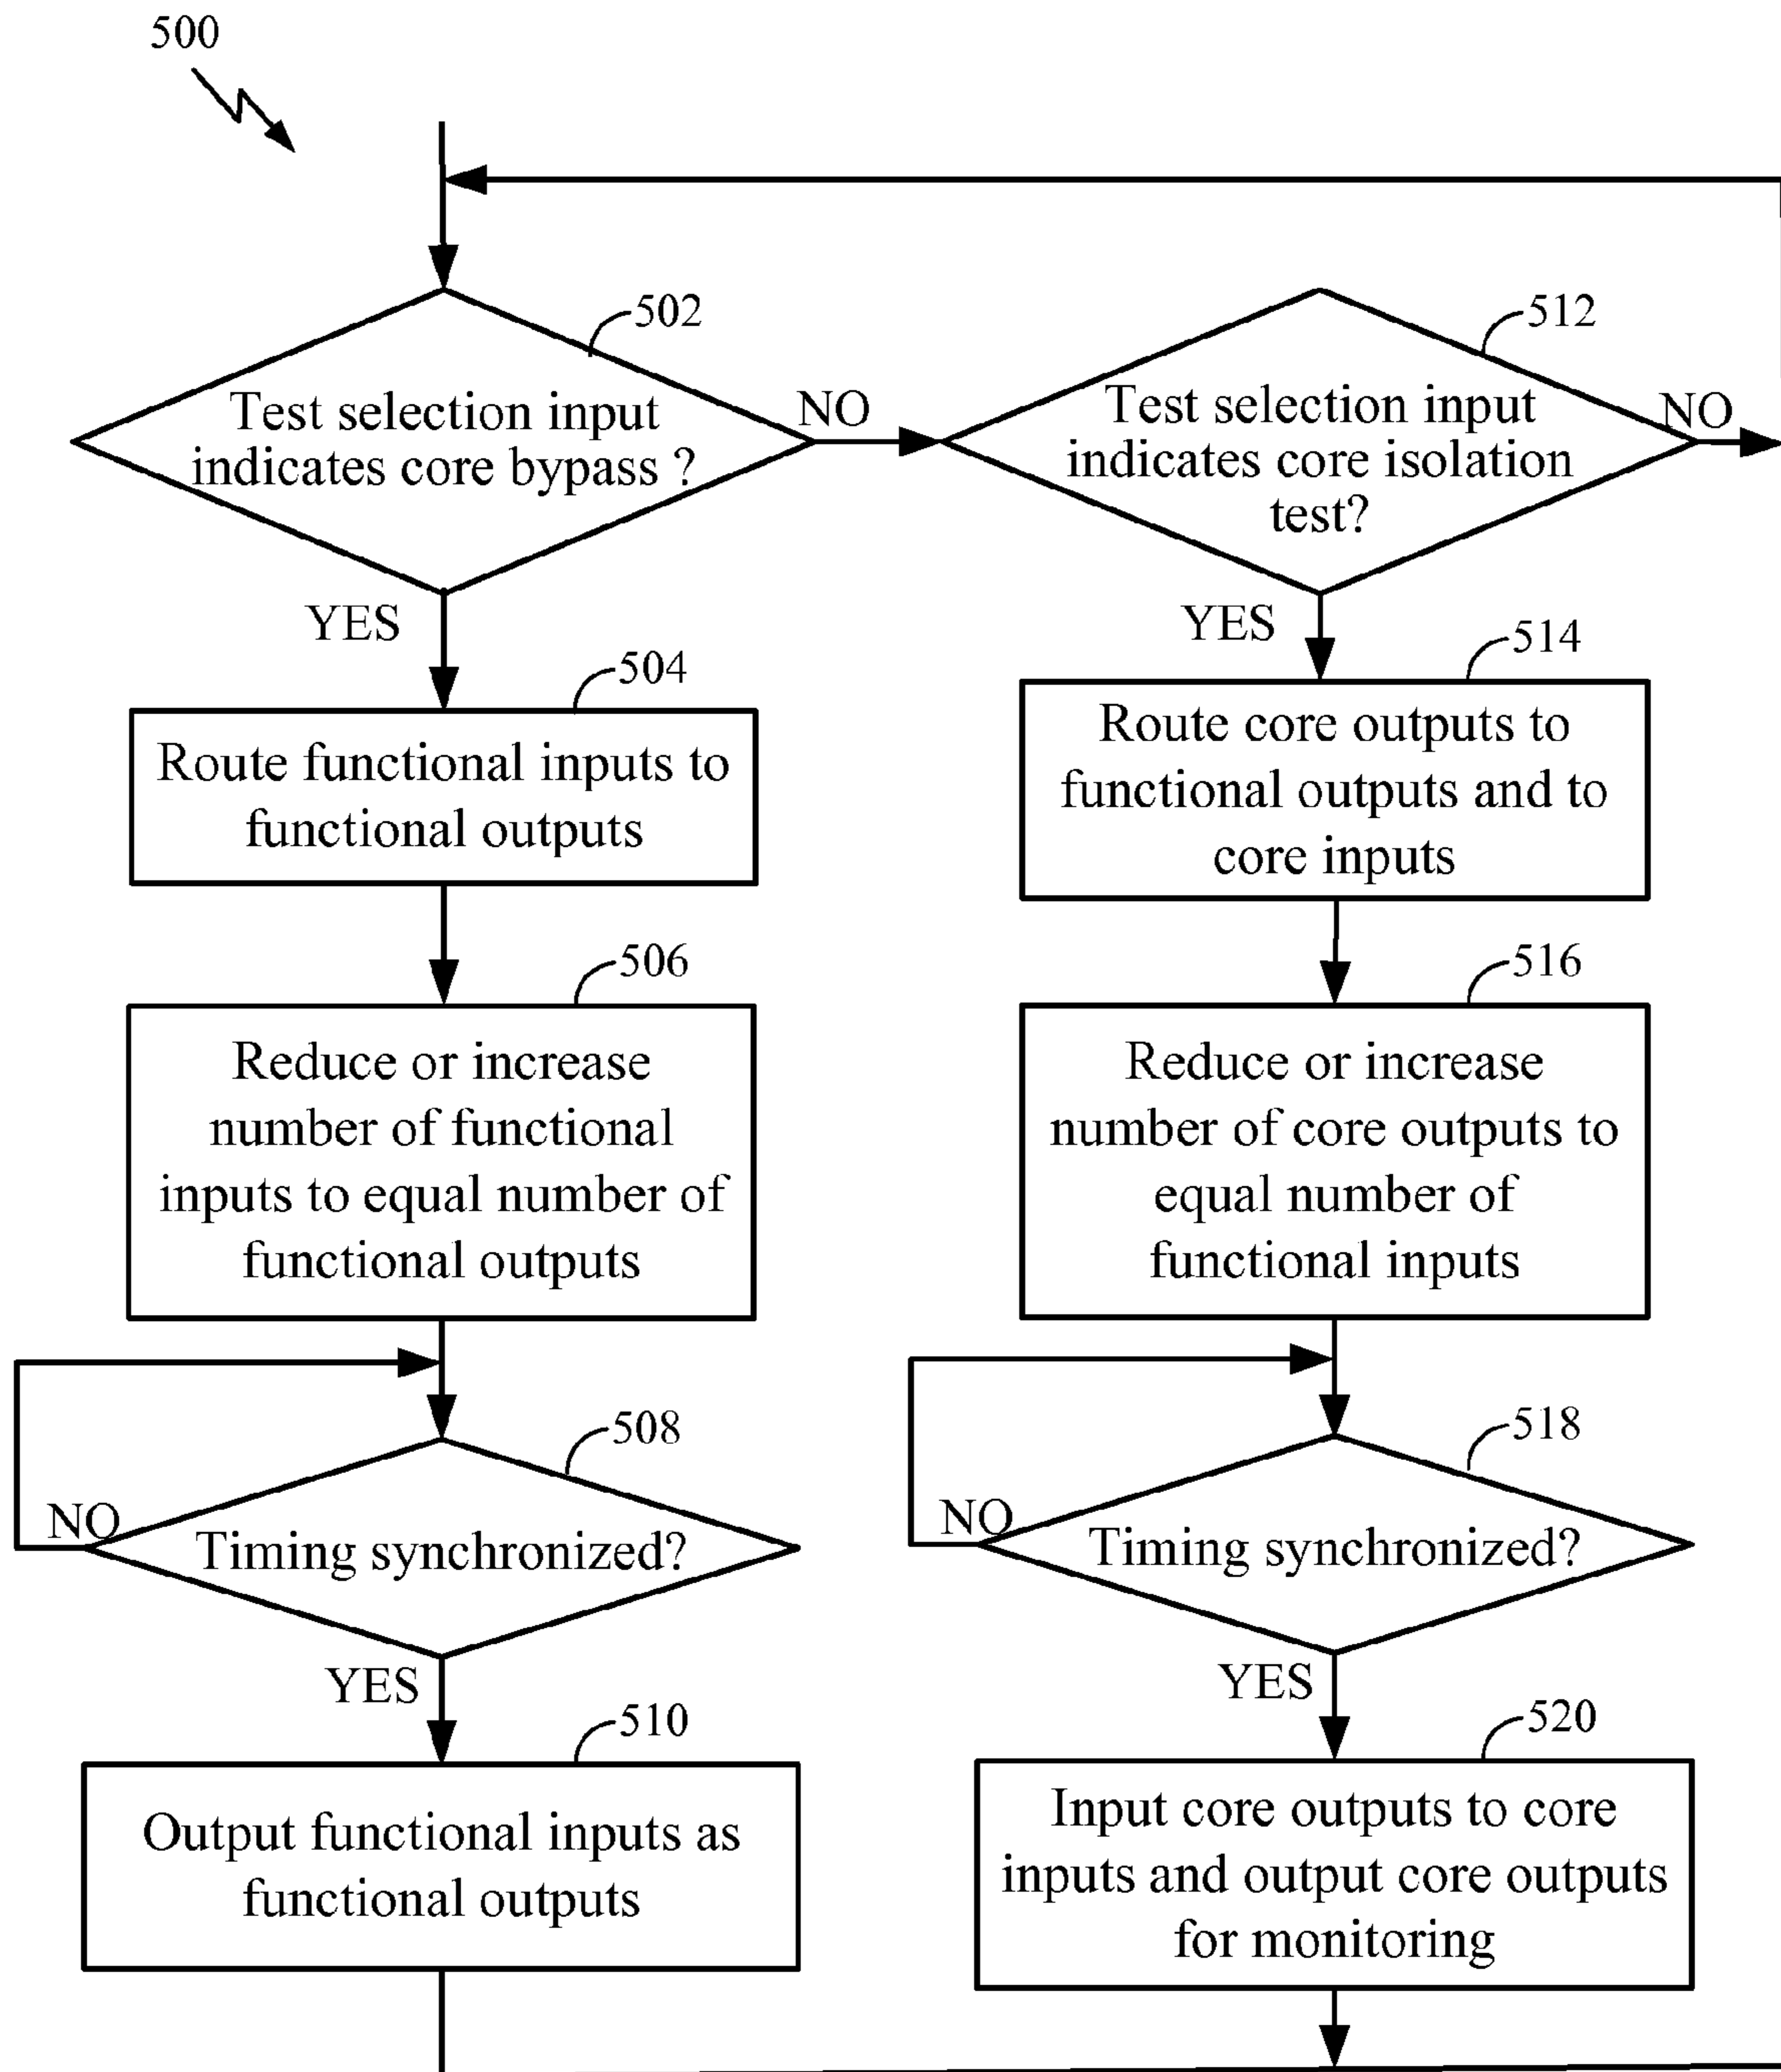 500
502
Test selection input
indicates core bypass ?
NO
YES
504
Route functional inputs to
functional outputs
506
Reduce or increase
number of functional
inputs to equal number of
functional outputs
508
NO
Timing synchronized?
YES
510
Output functional inputs as
functional outputs
512
Test selection input
indicates core isolation
test?
NO
YES
514
Route core outputs to
functional outputs and to
core inputs
516
Reduce or increase
number of core outputs to
equal number of
functional inputs
518
NO
Timing synchronized?
YES
520
Input core outputs to core
inputs and output core outputs
for monitoring